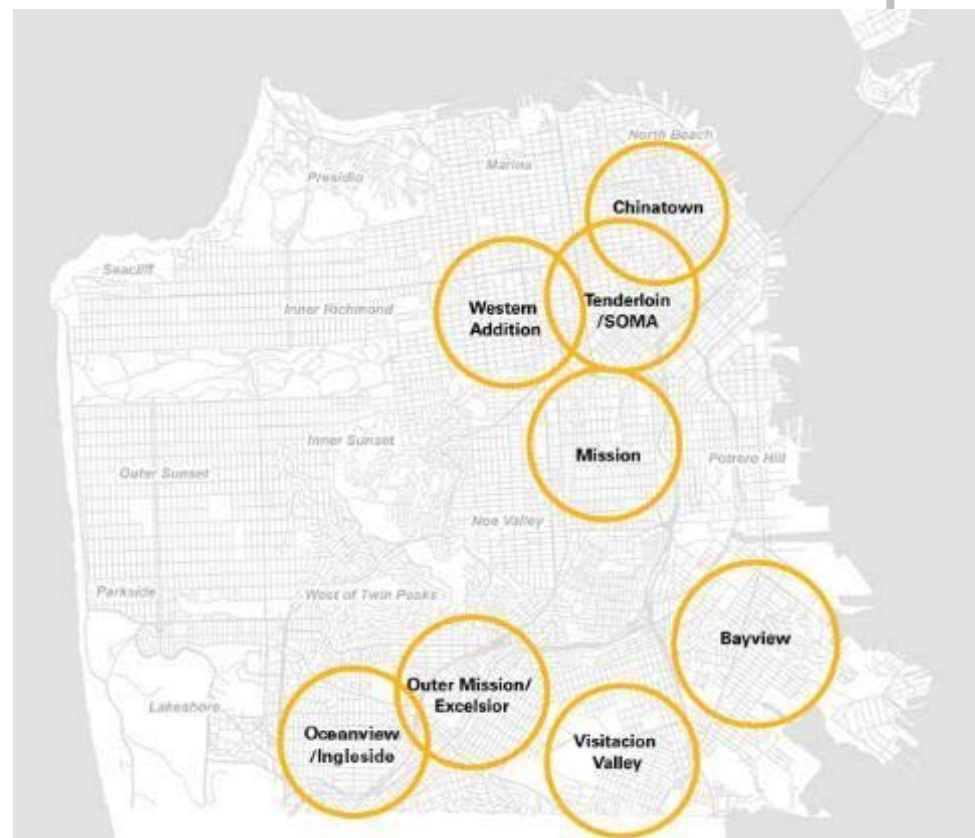 North Beach
Marina
Presidio
Chinatown
Seacliff
Inner Richmond
Western
Addition
Tenderloin
/SOMA
Inner Sunset
Mission
Potrero Hill
Outer Sunset
Noe Valley
Parkside
West of Twin Peaks
Bayview
Outer Mission/
Excelsior
Lakeshore
Oceanview
/Ingleside
Visitacion
Valley